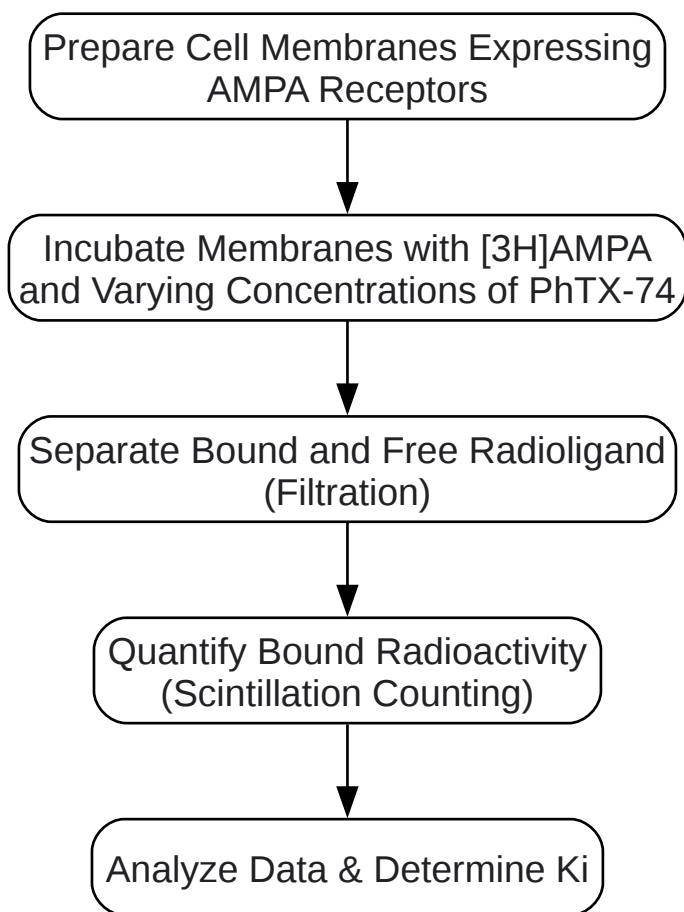 Prepare Cell Membranes Expressing
AMPA Receptors
Incubate Membranes with [3H]AMPA
and Varying Concentrations of PhTX-74
Separate Bound and Free Radioligand
(Filtration)
Quantify Bound Radioactivity
(Scintillation Counting)
Analyze Data & Determine Ki